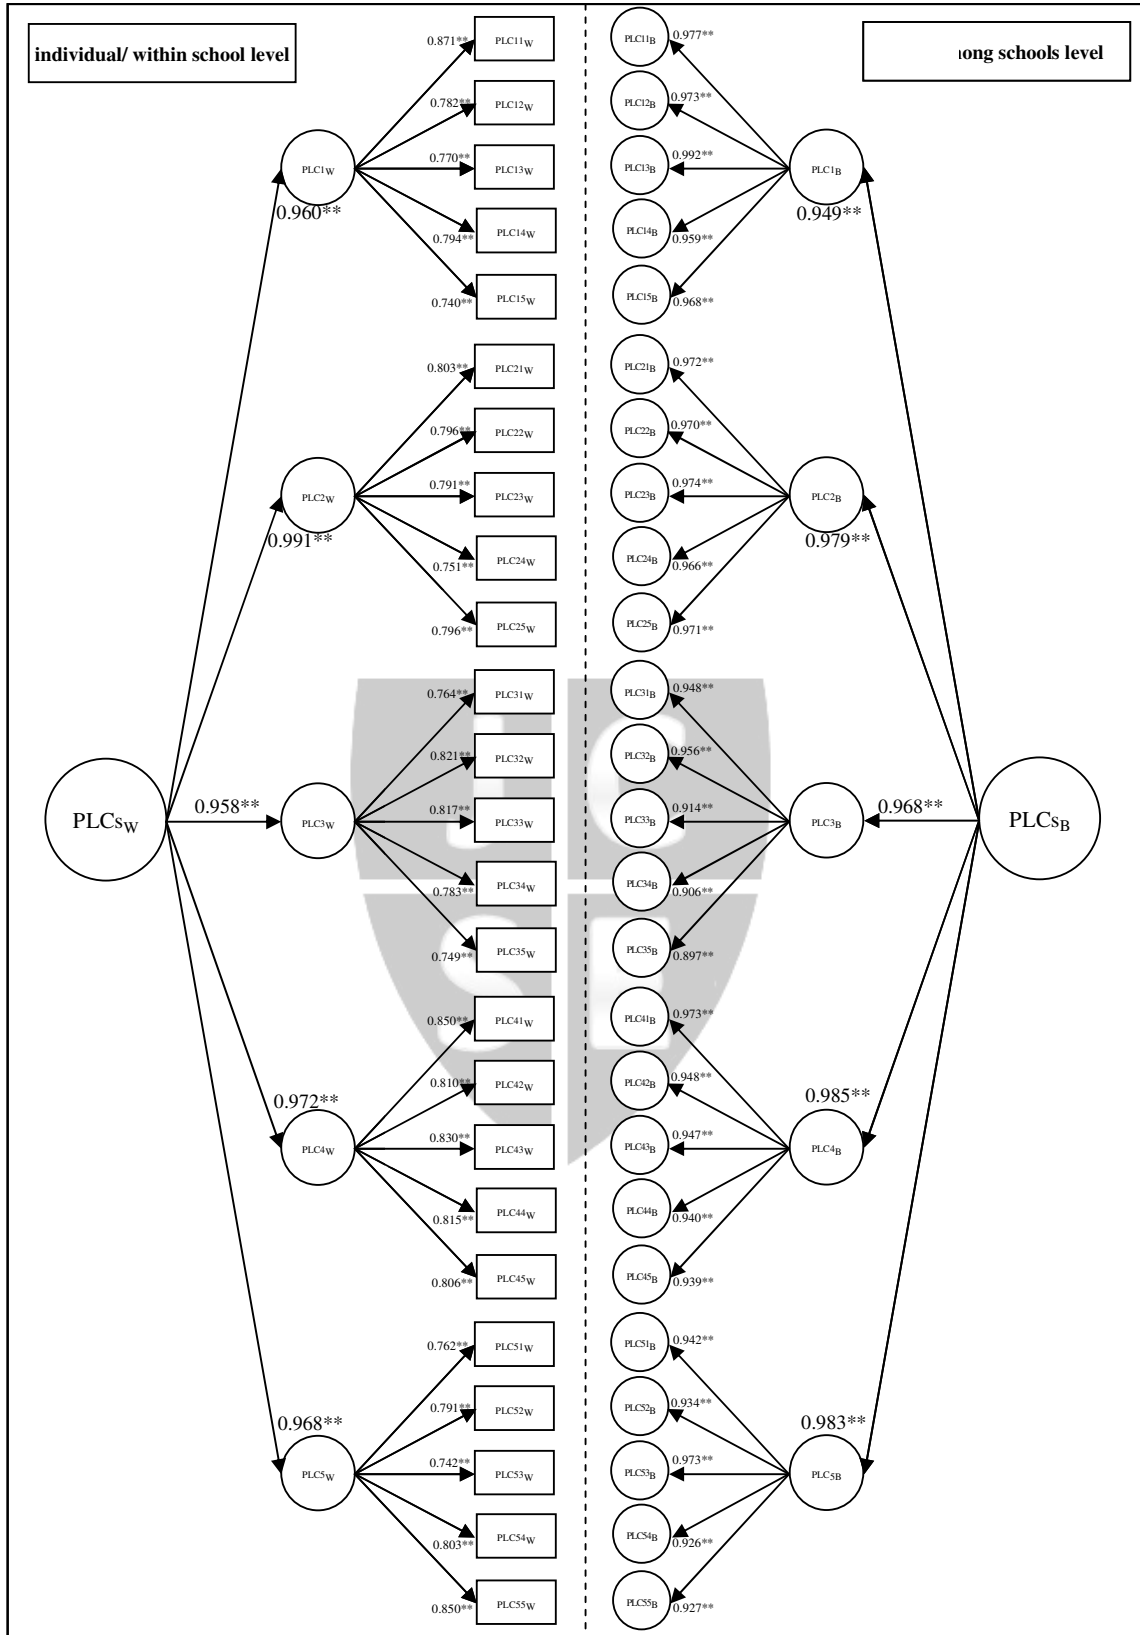 individual/ within school level
0.871**
PLC11W
0.782**
PLC12W
0.770**
PLC13W
PLC1W
0.960**
0.794**
PLC14W
0.740**
PLC15W
0.803**
PLC21W
0.796**
PLC22W
0.791**
PLC23W
PLC2W
0.991**
0.751**
PLC24W
0.796**
PLC25W
0.764**
PLC31W
0.821**
PLC32W
0.817**
PLC33W
PLCsW
0.958**
PLC3W
0.783**
PLC34W
0.749**
PLC35W
0.850**
PLC41W
0.810**
PLC42W
0.972**
0.830**
PLC43W
PLC4W
0.815**
PLC44W
0.806**
PLC45W
0.762**
PLC51W
0.791**
PLC52W
0.968**
0.742**
PLC53W
PLC5W
0.803**
PLC54W
0.850**
PLC55W
schools level
PLC11B
0.977**
PLC12B
0.973**
PLC13B
0.992**
PLC1B
0.949**
PLC14B
0.959**
PLC15B
0.968**
PLC21B
0.972**
PLC22B
0.970**
PLC23B
0.974**
PLC2B
0.979**
PLC24B
0.966**
PLC25B
0.971**
PLC31B
0.948**
PLC32B
0.956**
PLC33B
0.914**
PLC3B
0.968**
PLCsB
PLC34B
0.906**
PLC35B
0.897**
PLC41B
0.973**
PLC42B
0.948**
0.985**
PLC43B
0.947**
PLC4B
PLC44B
0.940**
PLC45B
0.939**
PLC51B
0.942**
PLC52B
0.934**
0.983**
PLC53B
0.973**
PLC5B
PLC54B
0.926**
PLC55B
0.927**